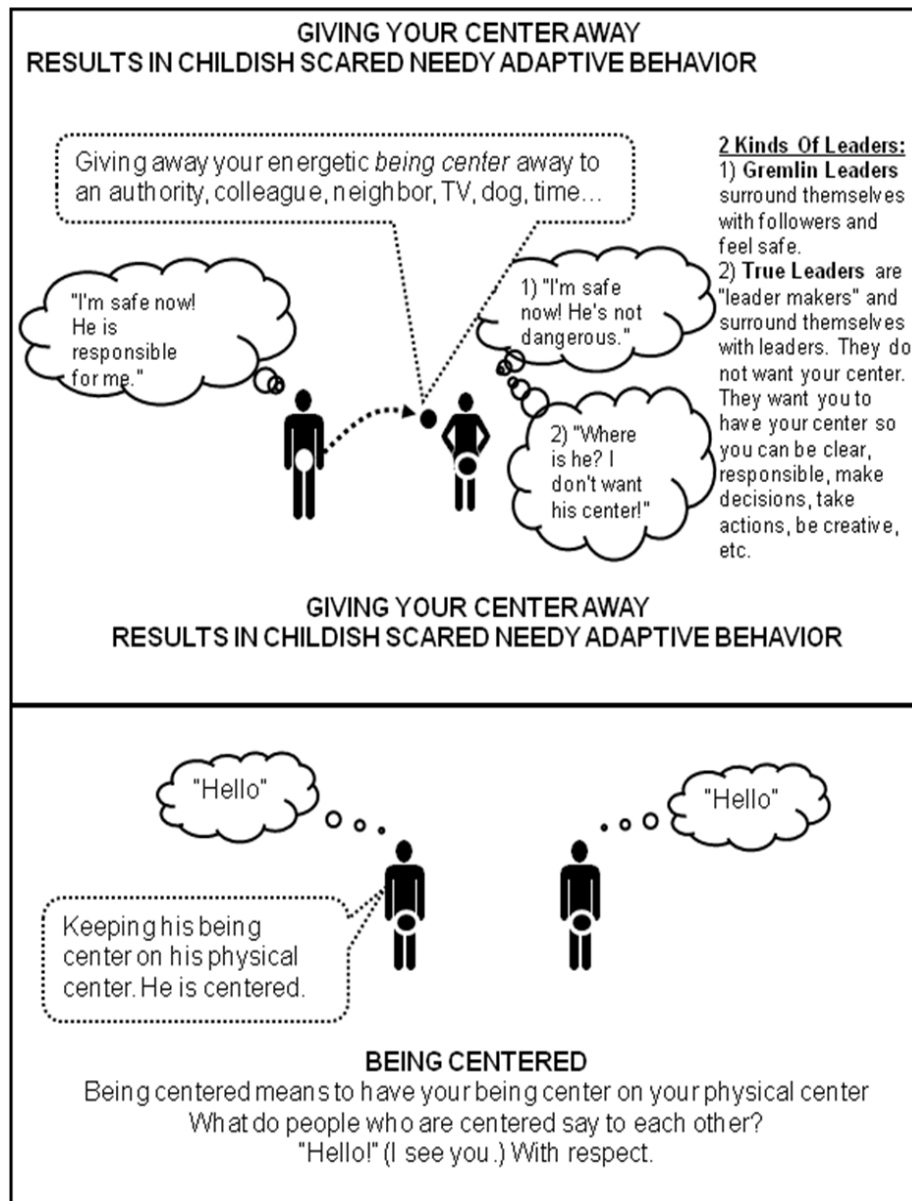 GIVING YOUR CENTER AWAY
RESULTS IN CHILDISH SCARED NEEDY ADAPTIVE BEHAVIOR
Giving away your energetic being center away to
an authority, colleague, neighbor, TV, dog, time...
"I'm safe now!
He is
responsible
for me."
1) "I'm safe
now! He's not
dangerous."
2) "Where
is he? I
don't want
his center!"
2 Kinds Of Leaders:
1) Gremlin Leaders
surround themselves
with followers and
feel safe.
2) True Leaders are
"leader makers" and
surround themselves
with leaders. They do
not want your center.
They want you to
have your center so
you can be clear,
responsible, make
decisions, take
actions, be creative,
etc.
GIVING YOUR CENTER AWAY
RESULTS IN CHILDISH SCARED NEEDY ADAPTIVE BEHAVIOR
"Hello"
"Hello"
Keeping his being
center on his physical
center. He is centered.
BEING CENTERED
Being centered means to have your being center on your physical center
What do people who are centered say to each other?
"Hello!" (I see you.) With respect.